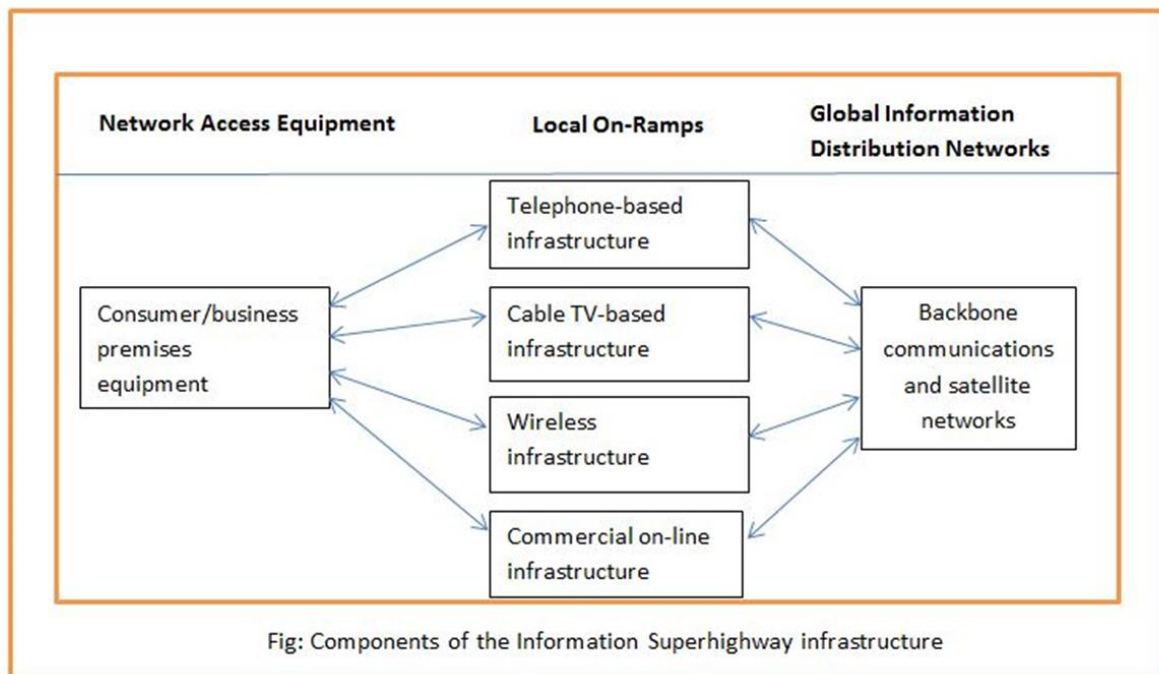 Network Access Equipment
Local On-Ramps
Global Information
Distribution Networks
Telephone-based
infrastructure
Consumer/business
premises
equipment
Cable TV-based
infrastructure
Wireless
infrastructure
Commercial on-line
infrastructure
Backbone
communications
and satellite
networks
Fig: Components of the Information Superhighway infrastructure